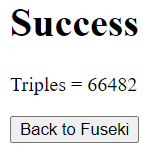 Success
Triples = 66482
Back to Fuseki